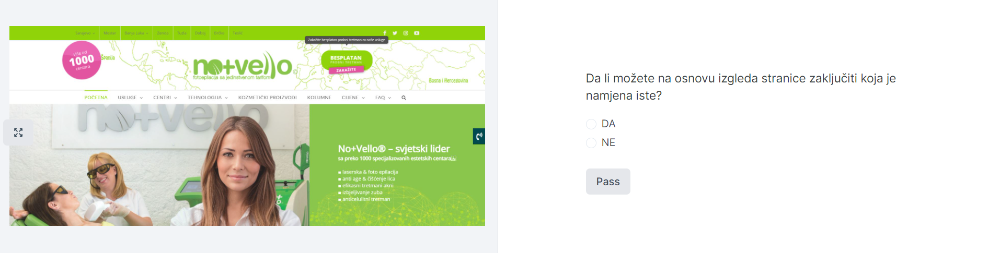 Sarajevo
Mostar
Banja Luka
Zenica
Tuzla
Doboj
Brčko
Teslić
Zakažite besplatan probni tretman za naše usluge
više od
1000
centara
Španija
no+vello
fotoepilacija sa jedinstvenom tarifom
BESPLATAN
PROBNI TRETMAN
ZAKAŽITE
Bosna i Hercegovina
POČETNA
USLUGE
CENTRI
TEHNOLOGIJA
KOZMETIČKI PROIZVODI
KOLUMNE
CIJENE
FAQ
no+vello
No+Vello® – svjetski lider
sa preko 1000 specijalizovanih estetskih centara
laserska & foto epilacija
anti age & čišćenje lica
efikasni tretmani akni
izbjeljivanje zuba
anticelulitni tretman
Da li možete na osnovu izgleda stranice zaključiti koja je
namjena iste?
DA
NE
Pass